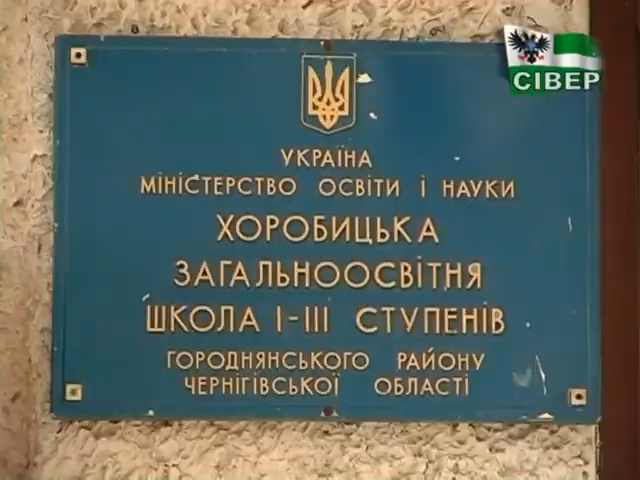 СІВЕР
УКРАЇНА
МІНІСТЕРСТВО ОСВІТИ І НАУКИ
ХОРОБИЦЬКА
ЗАГАЛЬНООСВІТНЯ
ШКОЛА І-ІІІ СТУПЕНІВ
ГОРОДНЯНСЬКОГО РАЙОНУ
ЧЕРНІГІВСЬКОЇ ОБЛАСТІ